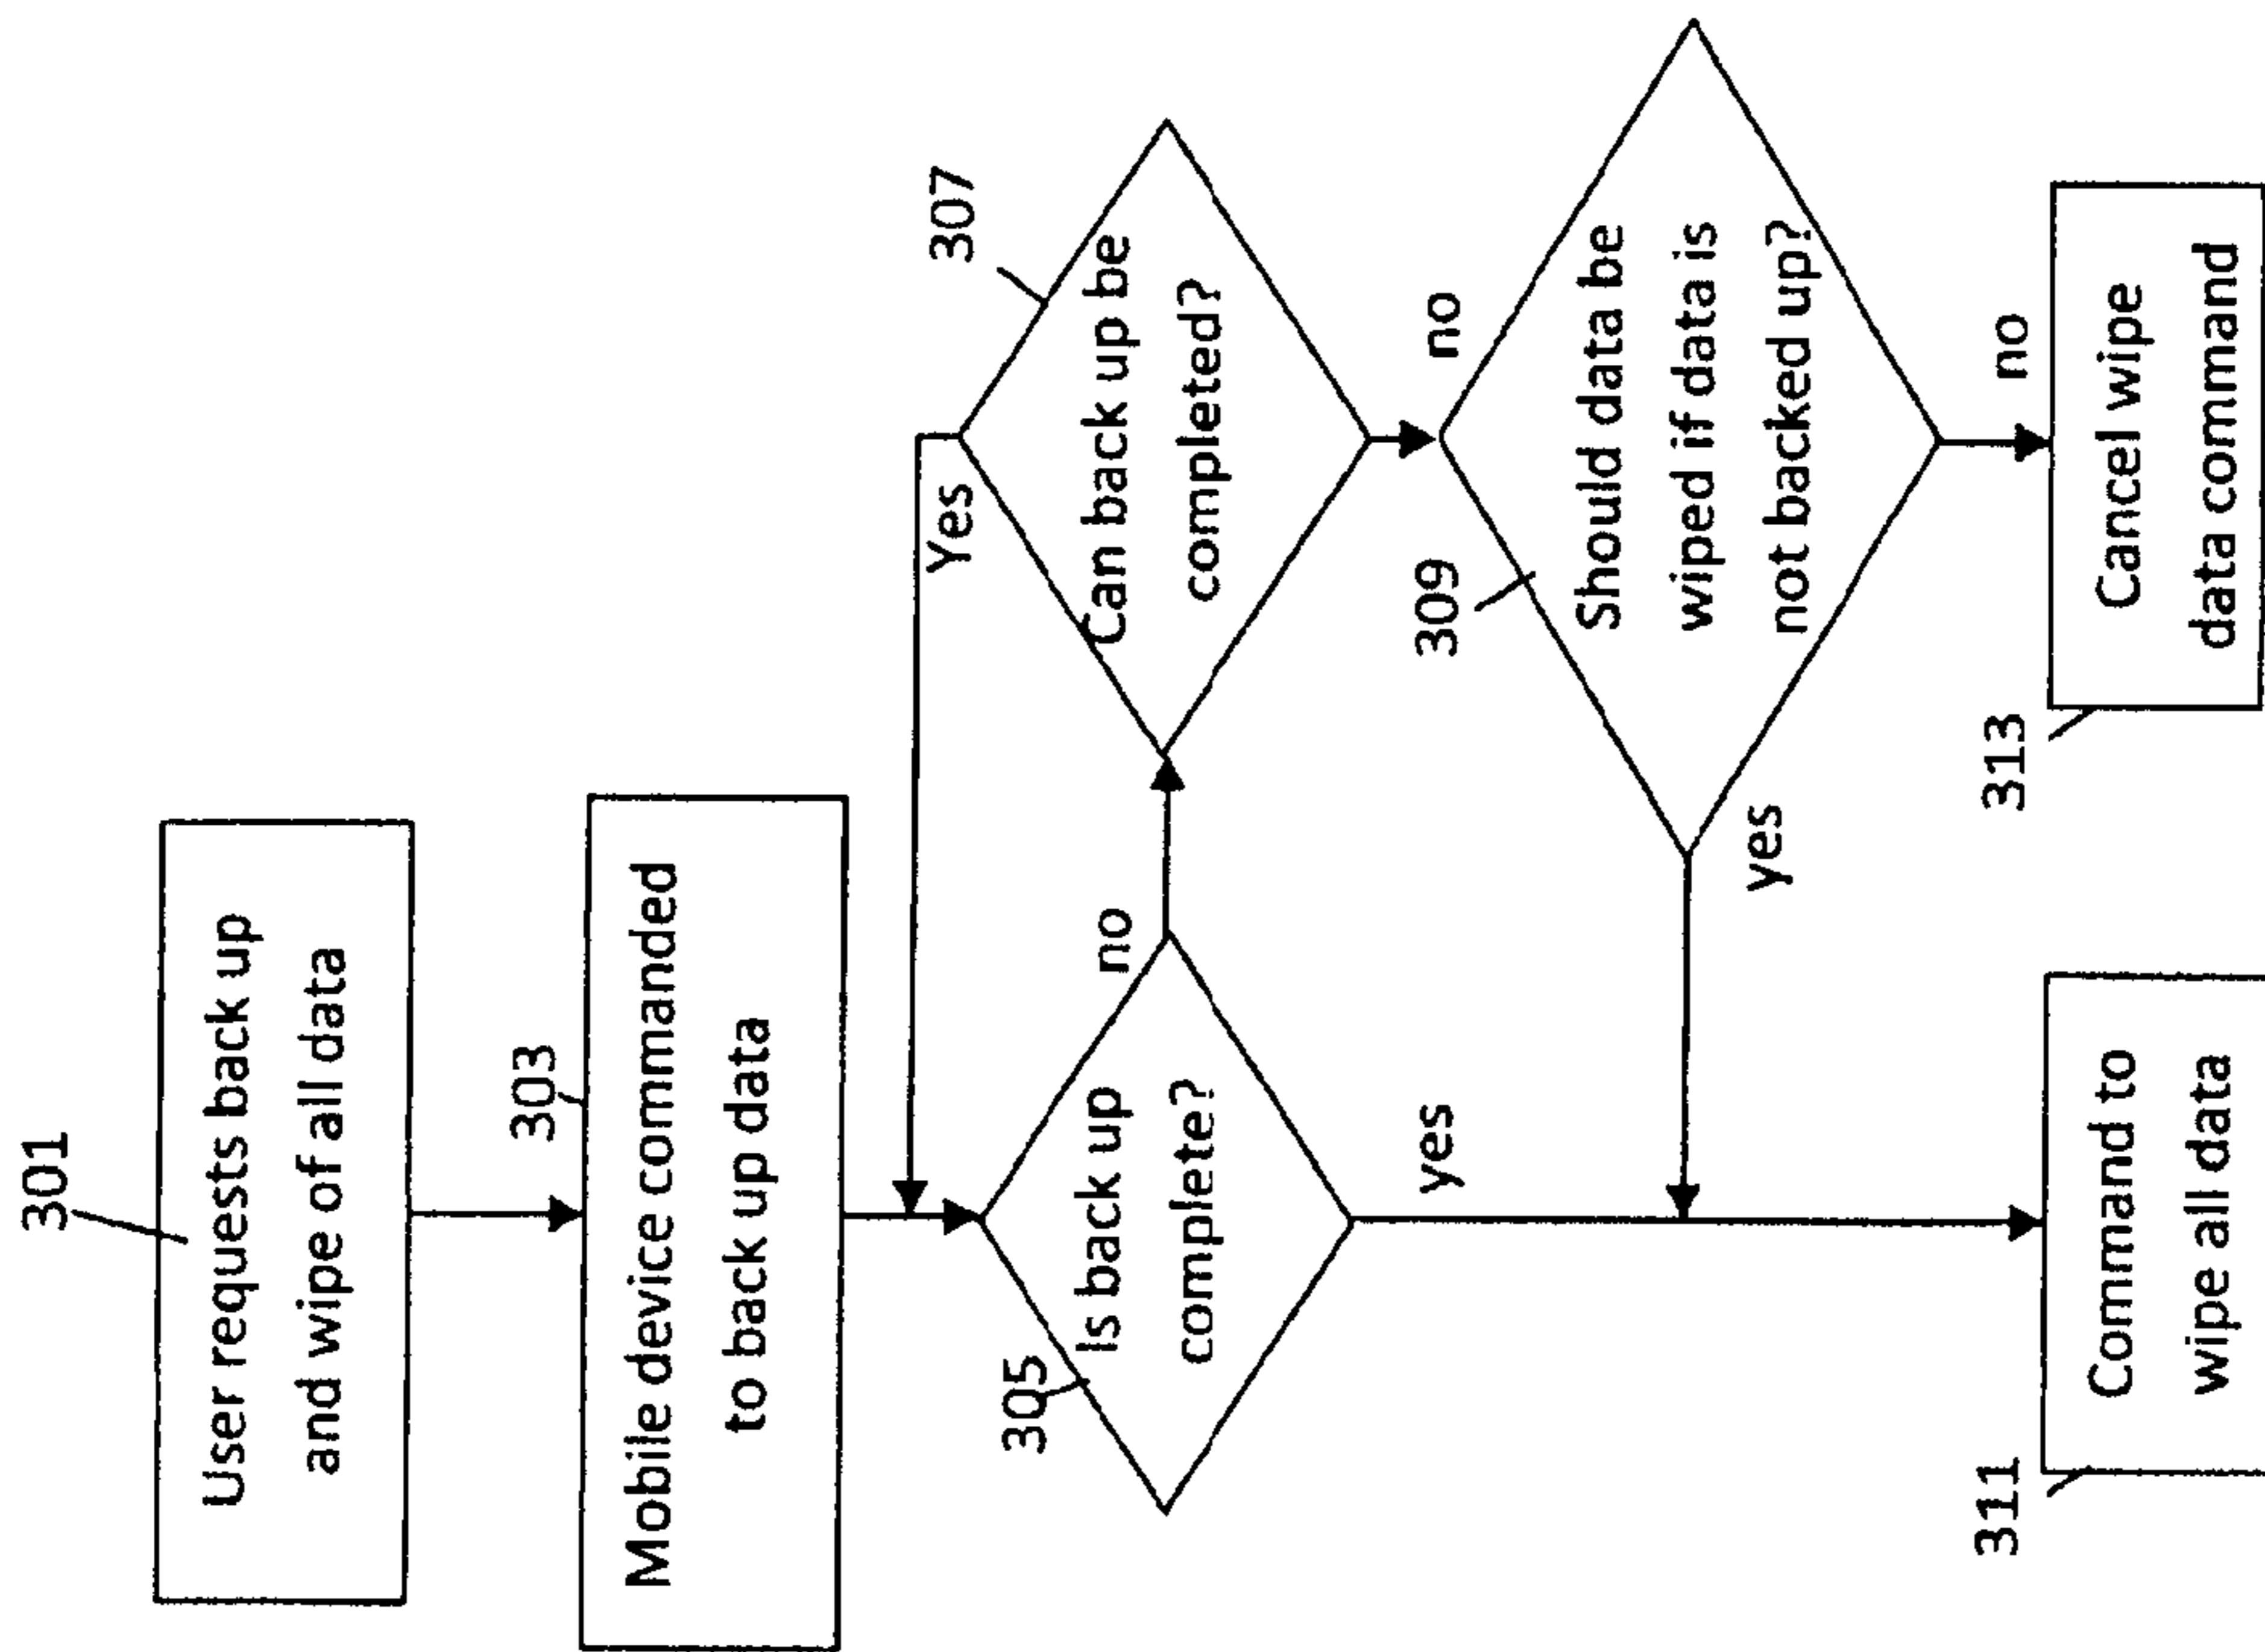 301
User requests back up
and wipe of all data
303
Mobile device commanded
to back up data
305
Is back up
complete?
no
Yes
307
Can back up be
completed?
no
309
Should data be
wiped if data is
not backed up?
yes
yes
no
311
Command to
wipe all data
313
Cancel wipe
data command